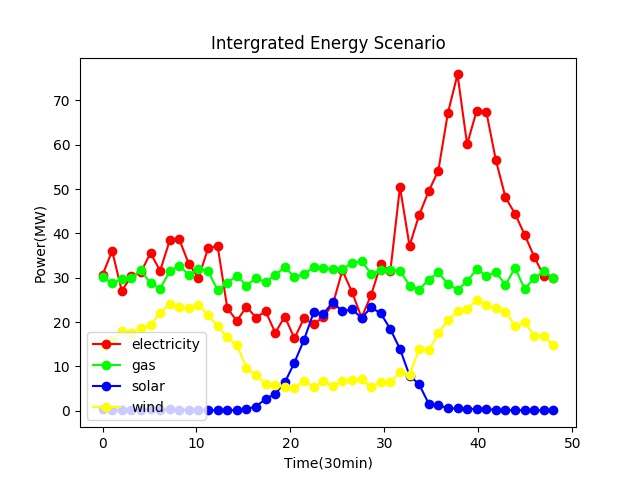 Intergrated Energy Scenario
Power(MW)
70
60
50
40
30
20
10
0
electricity
gas
solar
wind
0 10 20 30 40 50
Time(30min)